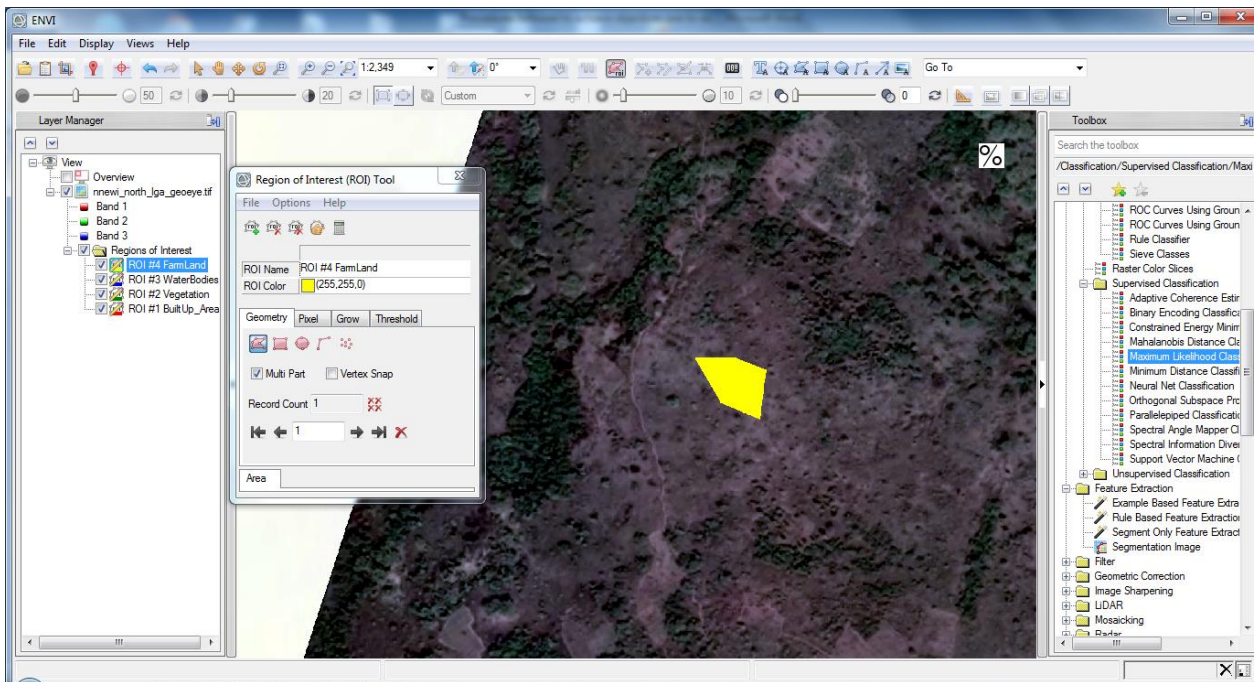 ENVI
File Edit Display Views Help
1:2,349 0° Go To
50 20 Custom 10 0
Layer Manager
View
Overview
nnewi_north_lga_geoeye.tif
Band 1
Band 2
Band 3
Regions of Interest
ROI #4 FarmLand
ROI #3 WaterBodies
ROI #2 Vegetation
ROI #1 BuiltUp_Area
Region of Interest (ROI) Tool
File Options Help
ROI Name ROI #4 FarmLand
ROI Color (255,255,0)
Geometry Pixel Grow Threshold
Multi Part Vertex Snap
Record Count 1
1
Area
%
Toolbox
Search the toolbox
/Classification/Supervised Classification/Maxi
ROC Curves Using Groun
ROC Curves Using Groun
Rule Classifier
Sieve Classes
Raster Color Slices
Supervised Classification
Adaptive Coherence Estir
Binary Encoding Classifica
Constrained Energy Minim
Mahalanobis Distance Cla
Maximum Likelihood Class
Minimum Distance Classifi
Neural Net Classification
Orthogonal Subspace Pro
Parallelepiped Classificatio
Spectral Angle Mapper Cl
Spectral Information Diver
Support Vector Machine C
Unsupervised Classification
Feature Extraction
Example Based Feature Extra
Rule Based Feature Extraction
Segment Only Feature Extract
Segmentation Image
Filter
Geometric Correction
Image Sharpening
LiDAR
Mosaicking
Radar